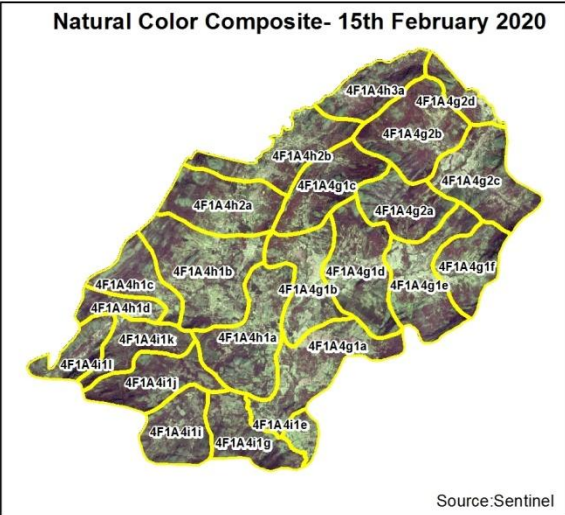 Natural Color Composite- 15th February 2020
4F1A4h3a
4F1A4g2d
4F1A4g2b
4F1A4h2b
4F1A4g1c
4F1A4g2c
4F1A4h2a
4F1A4g2a
4F1A4h1b
4F1A4g1d
4F1A4g1f
4F1A4h1c
4F1A4g1b
4F1A4g1e
4F1A4h1d
4F1A4i1k
4F1A4h1a
4F1A4g1a
4F1A4i1l
4F1A4i1j
4F1A4i1e
4F1A4i1i
4F1A4i1g
Source:Sentinel